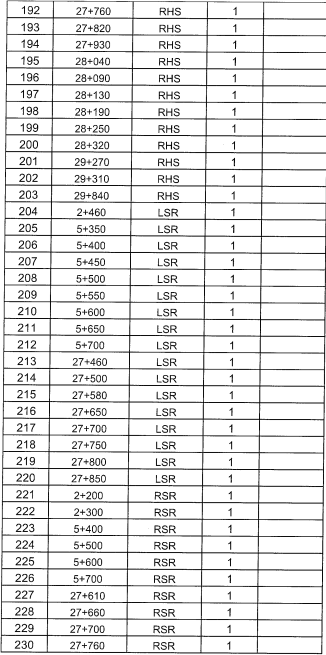 192 27+760 RHS 1
193 27+820 RHS 1
194 27+930 RHS 1
195 28+040 RHS 1
196 28+090 RHS 1
197 28+130 RHS 1
198 28+190 RHS 1
199 28+250 RHS 1
200 28+320 RHS 1
201 29+270 RHS 1
202 29+310 RHS 1
203 29+840 RHS 1
204 2+460 LSR 1
205 5+350 LSR 1
206 5+400 LSR 1
207 5+450 LSR 1
208 5+500 LSR 1
209 5+550 LSR 1
210 5+600 LSR 1
211 5+650 LSR 1
212 5+700 LSR 1
213 27+460 LSR 1
214 27+500 LSR 1
215 27+580 LSR 1
216 27+650 LSR 1
217 27+700 LSR 1
218 27+750 LSR 1
219 27+800 LSR 1
220 27+850 LSR 1
221 2+200 RSR 1
222 2+300 RSR 1
223 5+400 RSR 1
224 5+500 RSR 1
225 5+600 RSR 1
226 5+700 RSR 1
227 27+610 RSR 1
228 27+660 RSR 1
229 27+700 RSR 1
230 27+760 RSR 1